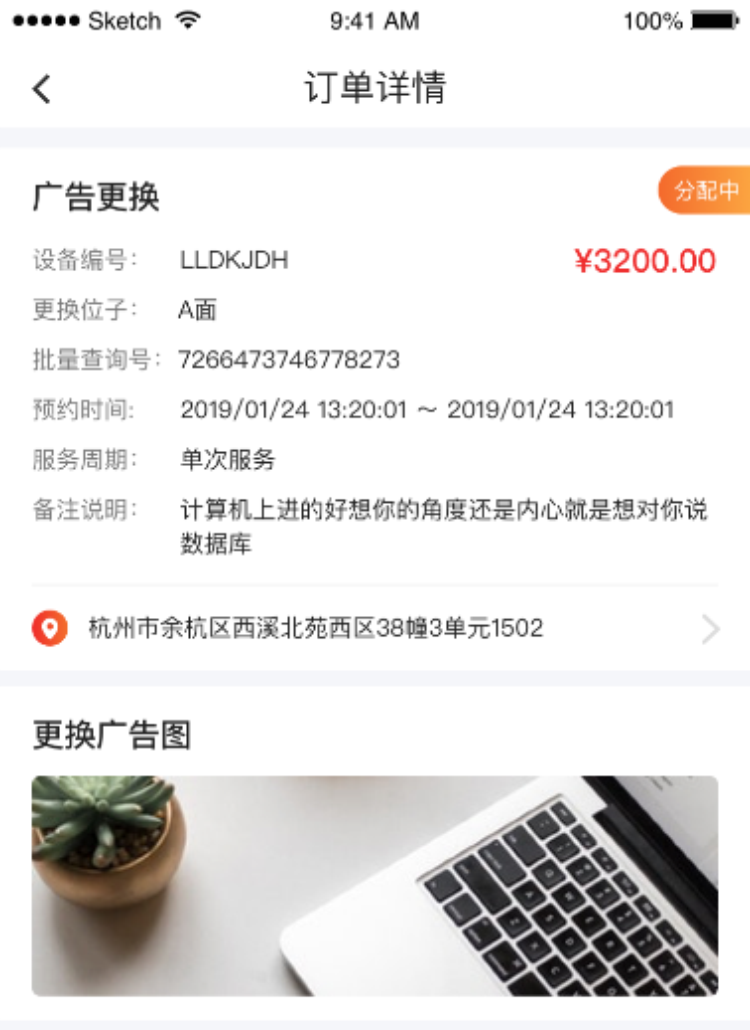 ●●●●● Sketch 9:41 AM 100%
订单详情
广告更换 分配中
设备编号： LLDKJDH ¥3200.00
更换位子： A面
批量查询号： 7266473746778273
预约时间: 2019/01/24 13:20:01 ～ 2019/01/24 13:20:01
服务周期： 单次服务
备注说明： 计算机上进的好想你的角度还是内心就是想对你说
数据库
杭州市余杭区西溪北苑西区38幢3单元1502
更换广告图